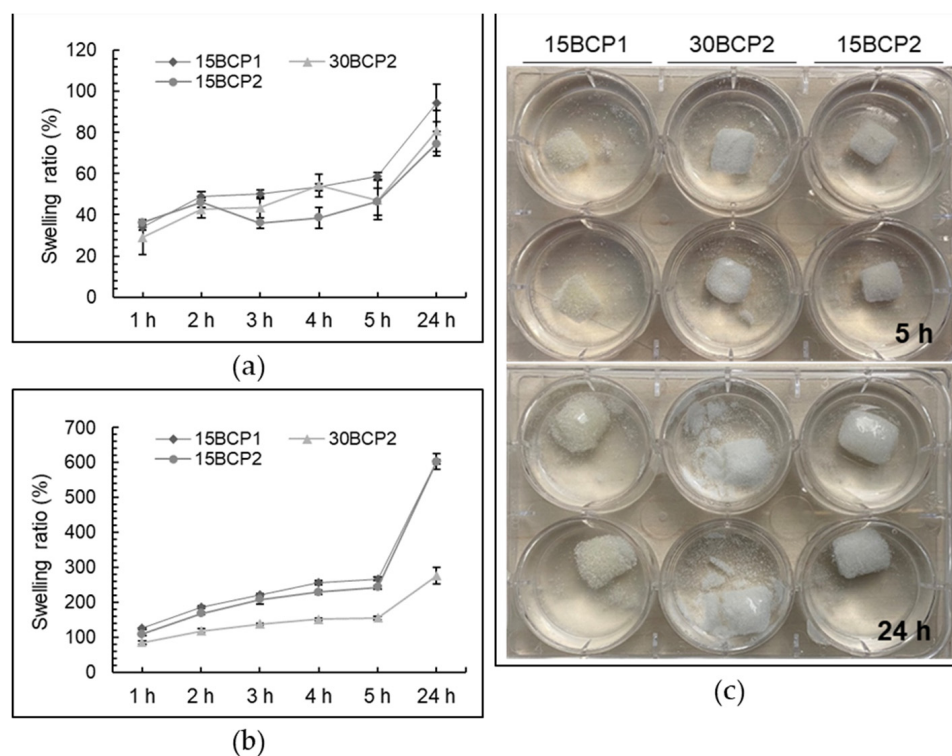 120
100
80
60
40
20
0
Swelling ratio (%)
15BCP1 30BCP2
15BCP2
1 h 2 h 3 h 4 h 5 h 24 h
(a)
700
600
500
400
300
200
100
0
Swelling ratio (%)
15BCP1 30BCP2
15BCP2
1 h 2 h 3 h 4 h 5 h 24 h
(b)
15BCP1 30BCP2 15BCP2
5 h
24 h
(c)